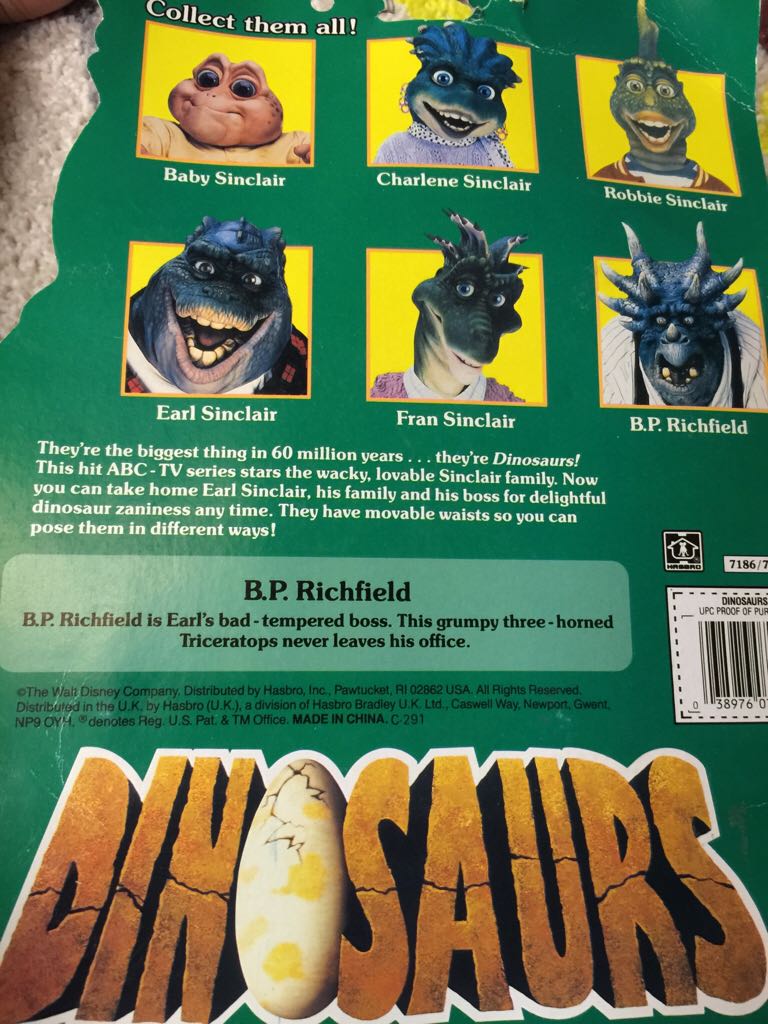 Collect them all!
Baby Sinclair
Charlene Sinclair
Robbie Sinclair
Earl Sinclair
Fran Sinclair
B.P. Richfield
They're the biggest thing in 60 million years . . . they're Dinosaurs!
This hit ABC-TV series stars the wacky, lovable Sinclair family. Now
you can take home Earl Sinclair, his family and his boss for delightful
dinosaur zaniness any time. They have movable waists so you can
pose them in different ways!
HASBRO
7186/7
B.P. Richfield
B.P. Richfield is Earl's bad-tempered boss. This grumpy three-horned
Triceratops never leaves his office.
DINOSAURS
UPC PROOF OF PUR
0 38976 0
©The Walt Disney Company. Distributed by Hasbro, Inc., Pawtucket, RI 02862 USA. All Rights Reserved.
Distributed in the U.K. by Hasbro (U.K.), a division of Hasbro Bradley U.K. Ltd., Caswell Way, Newport, Gwent,
NP9 OYH. ®denotes Reg. U.S. Pat. & TM Office. MADE IN CHINA. C-291
DINOSAURS